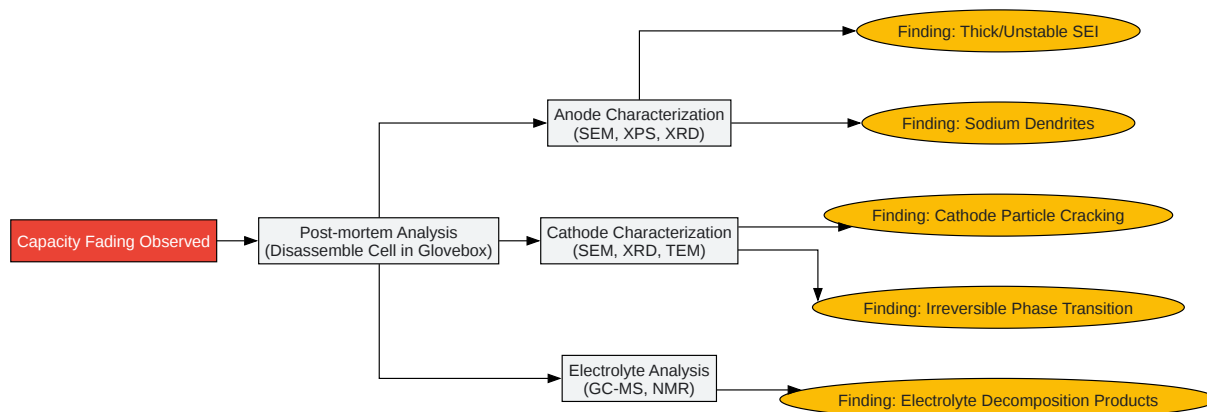 Finding: Thick/Unstable SEI
Anode Characterization
(SEM, XPS, XRD)
Finding: Sodium Dendrites
Capacity Fading Observed
Post-mortem Analysis
(Disassemble Cell in Glovebox)
Cathode Characterization
(SEM, XRD, TEM)
Finding: Cathode Particle Cracking
Finding: Irreversible Phase Transition
Electrolyte Analysis
(GC-MS, NMR)
Finding: Electrolyte Decomposition Products